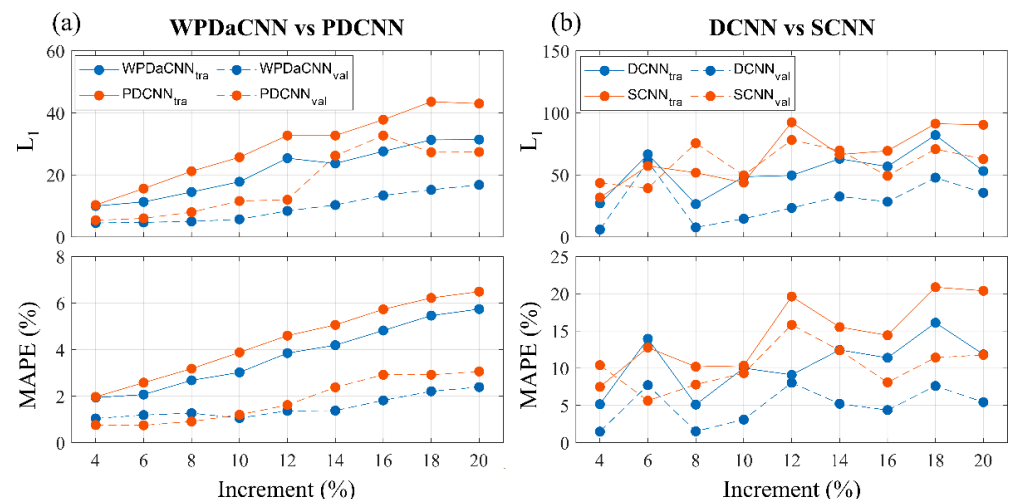 (a)
WPDaCNN vs PDCNN
60
40
20
0
L1
WPDaCNNtra
WPDaCNNval
PDCNNtra
PDCNNval
8
6
4
2
0
MAPE (%)
4 6 8 10 12 14 16 18 20
Increment (%)
(b)
DCNN vs SCNN
150
100
50
0
L1
DCNNtra
DCNNval
SCNNtra
SCNNval
25
20
15
10
5
0
MAPE (%)
4 6 8 10 12 14 16 18 20
Increment (%)